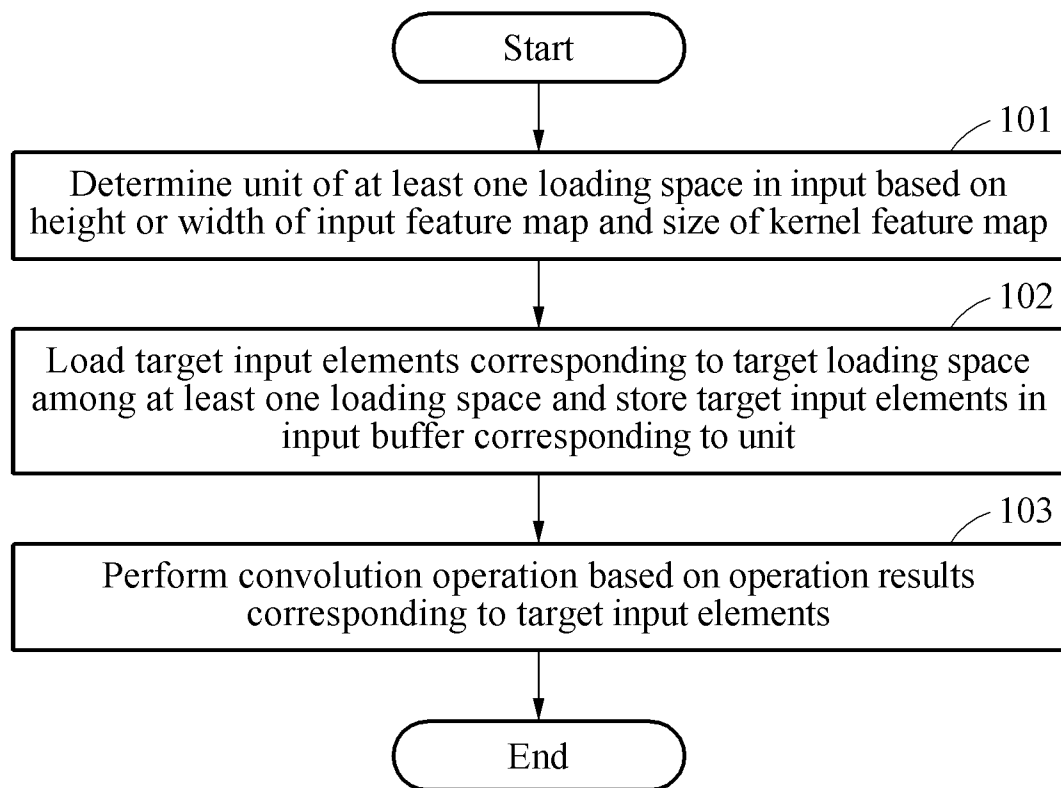 Start
101
Determine unit of at least one loading space in input based on
height or width of input feature map and size of kernel feature map
102
Load target input elements corresponding to target loading space
among at least one loading space and store target input elements in
input buffer corresponding to unit
103
Perform convolution operation based on operation results
corresponding to target input elements
End